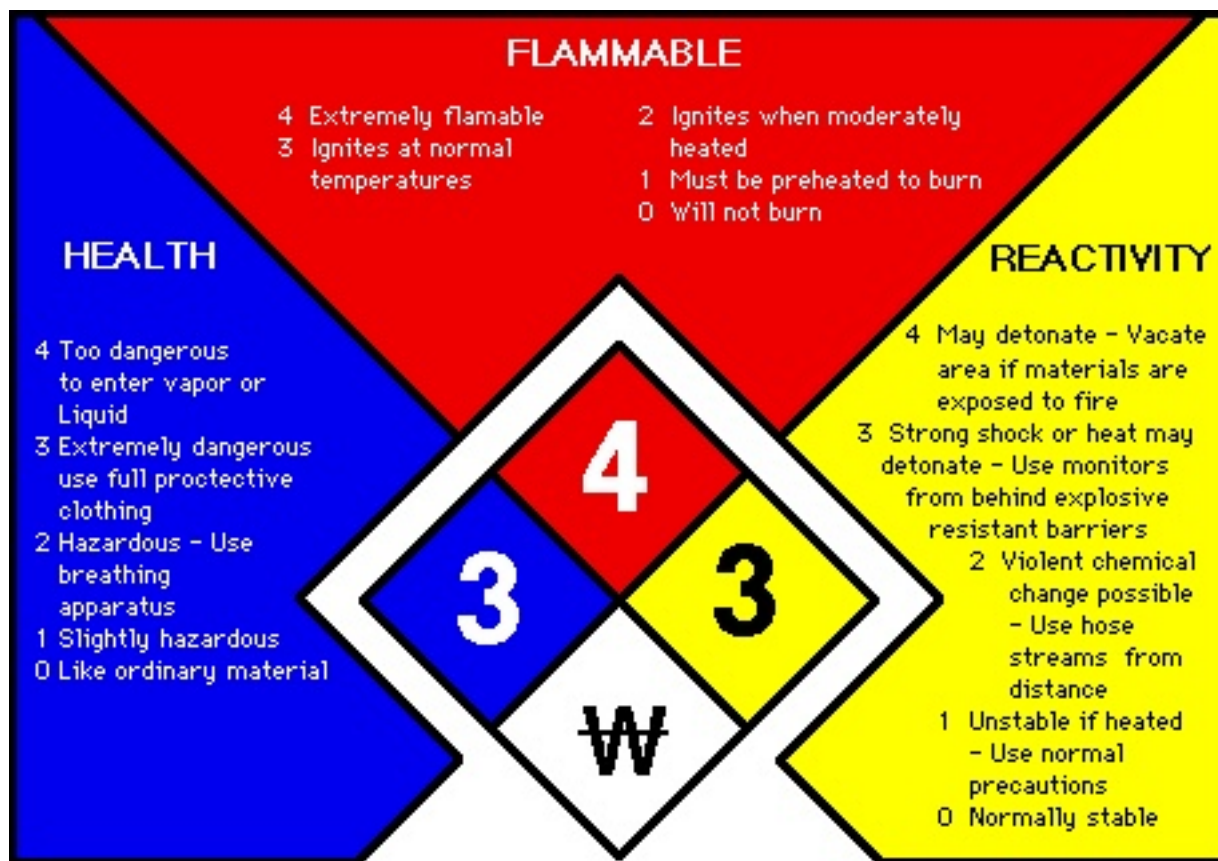 FLAMMABLE
4 Extremely flamable
3 Ignites at normal
temperatures
2 Ignites when moderately
heated
1 Must be preheated to burn
0 Will not burn
HEALTH
4 Too dangerous
to enter vapor or
Liquid
3 Extremely dangerous
use full proctective
clothing
2 Hazardous - Use
breathing
apparatus
1 Slightly hazardous
0 Like ordinary material
REACTIVITY
4 May detonate - Vacate
area if materials are
exposed to fire
3 Strong shock or heat may
detonate - Use monitors
from behind explosive
resistant barriers
2 Violent chemical
change possible
- Use hose
streams from
distance
1 Unstable if heated
- Use normal
precautions
0 Normally stable
4
3
3
W